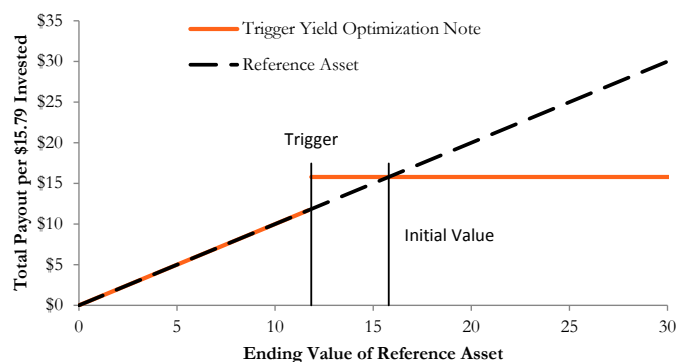 $35
$30
$25
$20
$15
$10
$5
$0
Total Payout per $15.79 Invested
Trigger Yield Optimization Note
Reference Asset
Trigger
Initial Value
0 5 10 15 20 25 30
Ending Value of Reference Asset